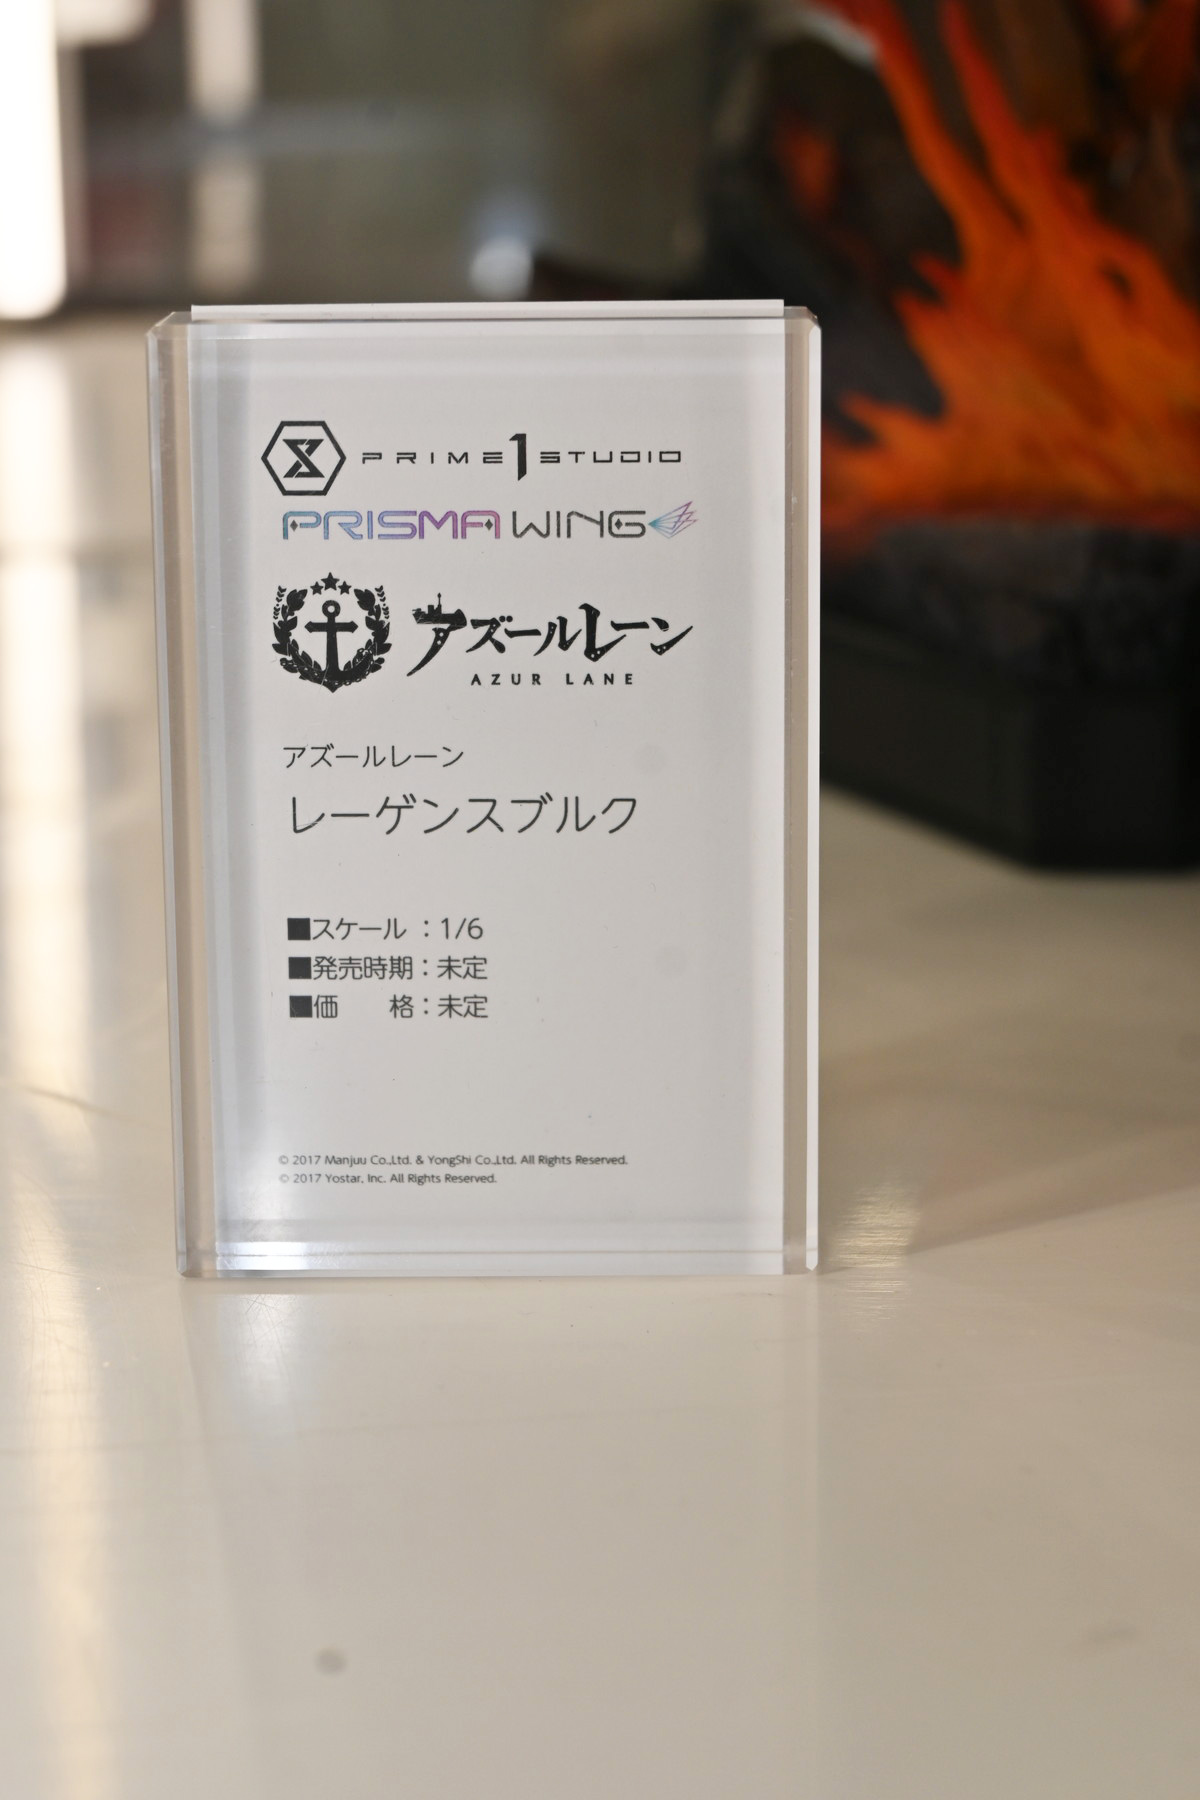 PRIME 1 STUDIO
PRISMA WING
アズールレーン
AZUR LANE
アズールレーン
レーゲンスブルク
■スケール：1/6
■発売時期：未定
■価　　格：未定
© 2017 Manjuu Co.,Ltd. & YongShi Co.,Ltd. All Rights Reserved.
© 2017 Yostar, Inc. All Rights Reserved.